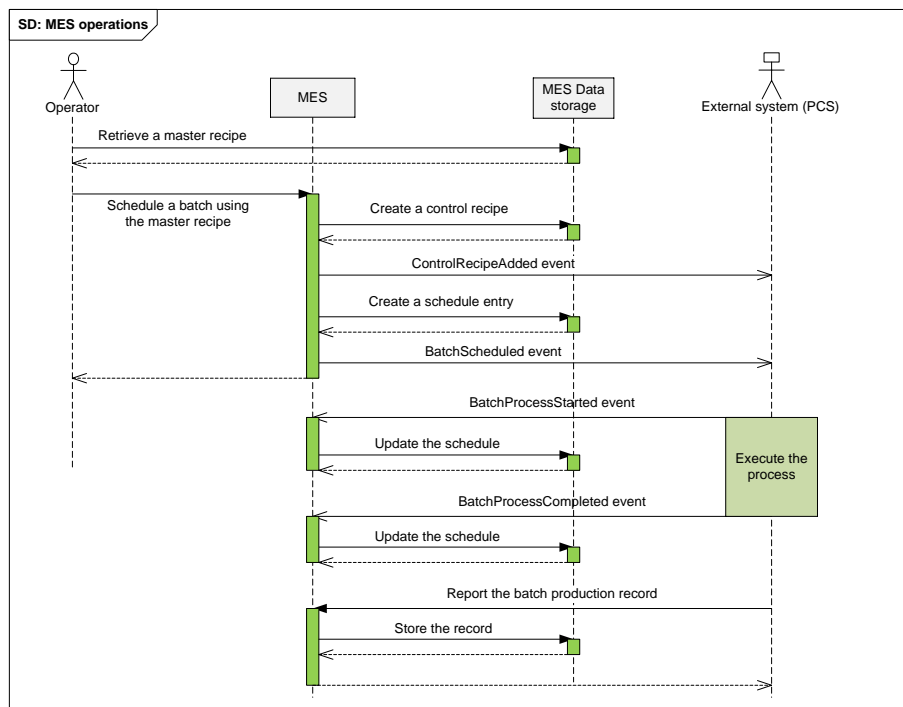 SD: MES operations
Operator
MES
MES Data
storage
External system (PCS)
Retrieve a master recipe
Schedule a batch using
the master recipe
Create a control recipe
ControlRecipeAdded event
Create a schedule entry
BatchScheduled event
BatchProcessStarted event
Update the schedule
Execute the
process
BatchProcessCompleted event
Update the schedule
Report the batch production record
Store the record